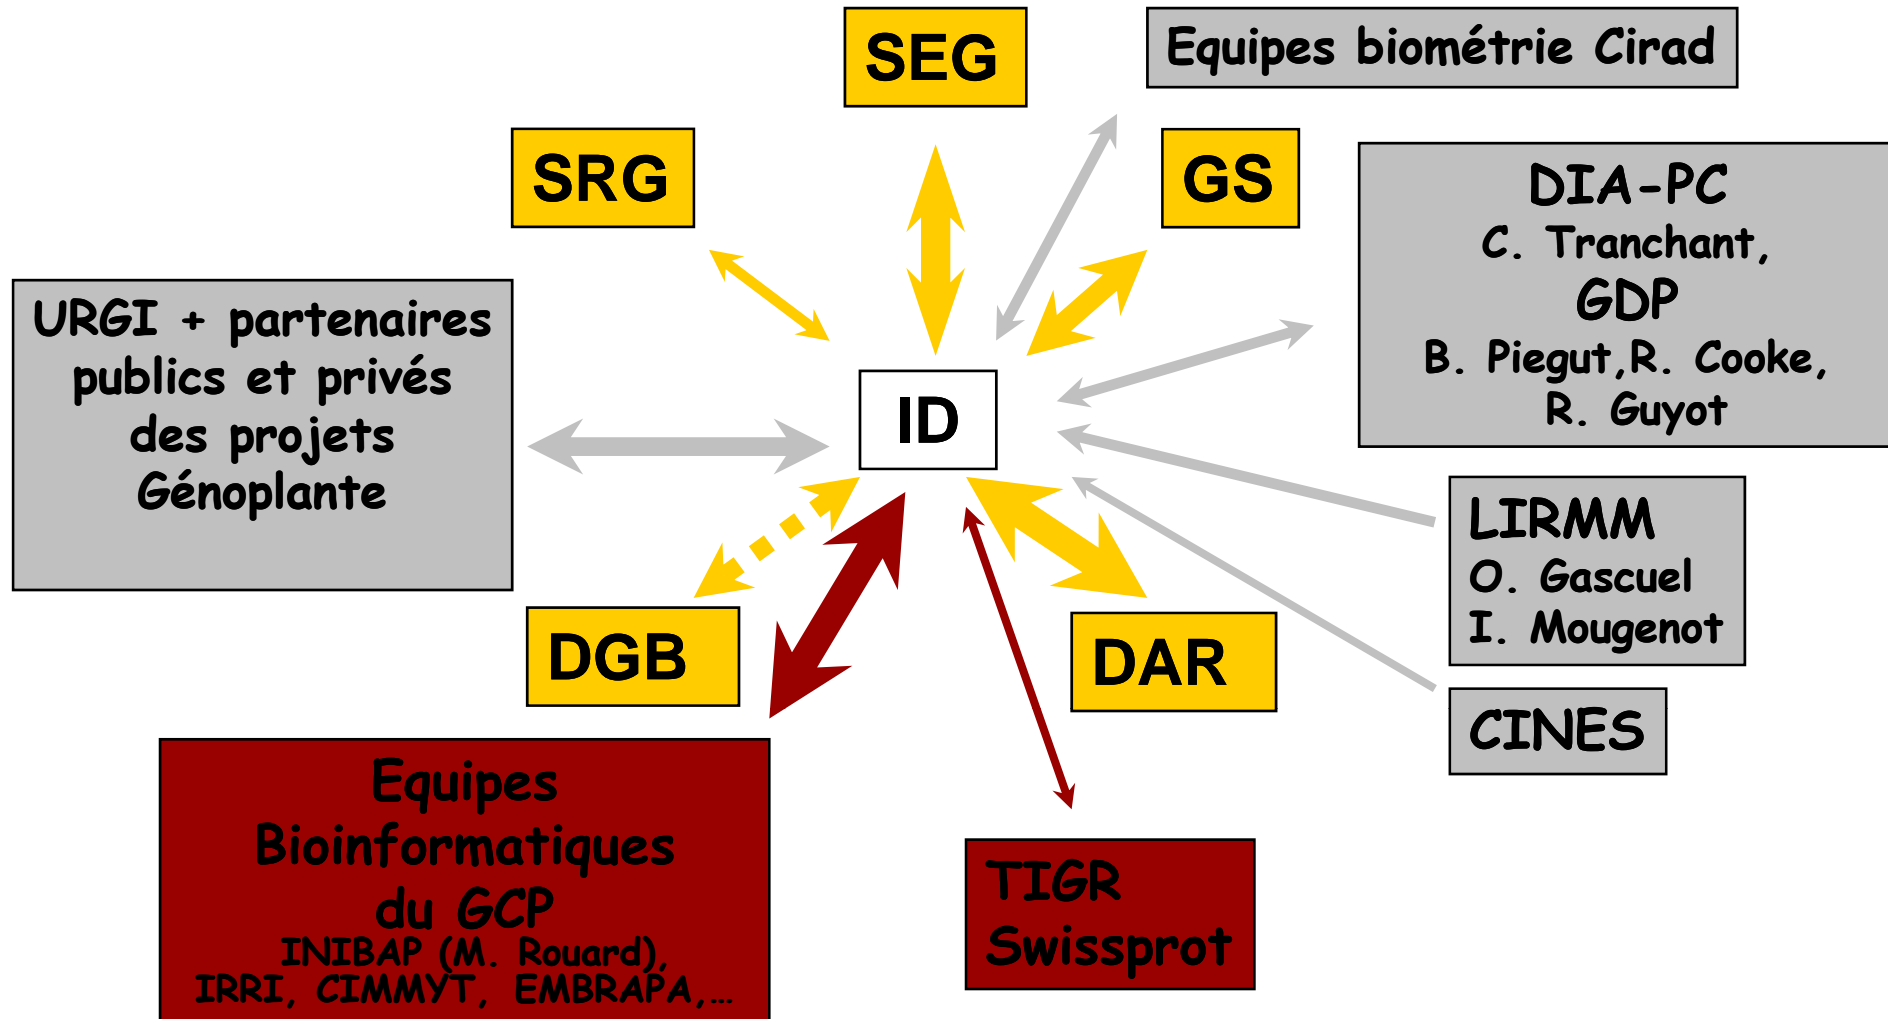 SEG
Equipes biométrie Cirad
SRG
GS
DIA-PC
C. Tranchant,
GDP
B. Piegut,R. Cooke,
R. Guyot
URGI + partenaires
publics et privés
des projets
Génoplante
ID
LIRMM
O. Gascuel
I. Mougenot
DGB
DAR
CINES
Equipes
Bioinformatiques
du GCP
INIBAP (M. Rouard),
IRRI, CIMMYT, EMBRAPA,…
TIGR
Swissprot